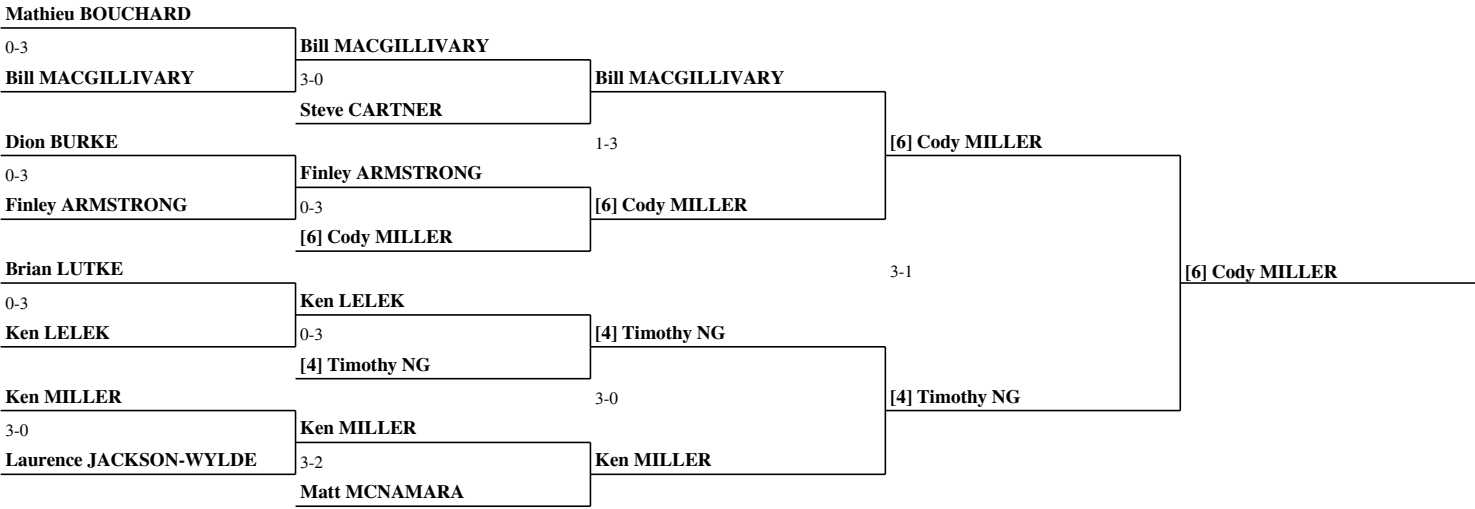 Mathieu BOUCHARD
0-3
Bill MACGILLIVARY
Dion BURKE
0-3
Finley ARMSTRONG
Brian LUTKE
0-3
Ken LELEK
Ken MILLER
3-0
Laurence JACKSON-WYLDE
Bill MACGILLIVARY
3-0
Steve CARTNER
Finley ARMSTRONG
0-3
[6] Cody MILLER
Ken LELEK
0-3
[4] Timothy NG
Ken MILLER
3-2
Matt MCNAMARA
Bill MACGILLIVARY
1-3
[6] Cody MILLER
[4] Timothy NG
3-0
Ken MILLER
[6] Cody MILLER
3-1
[4] Timothy NG
[6] Cody MILLER